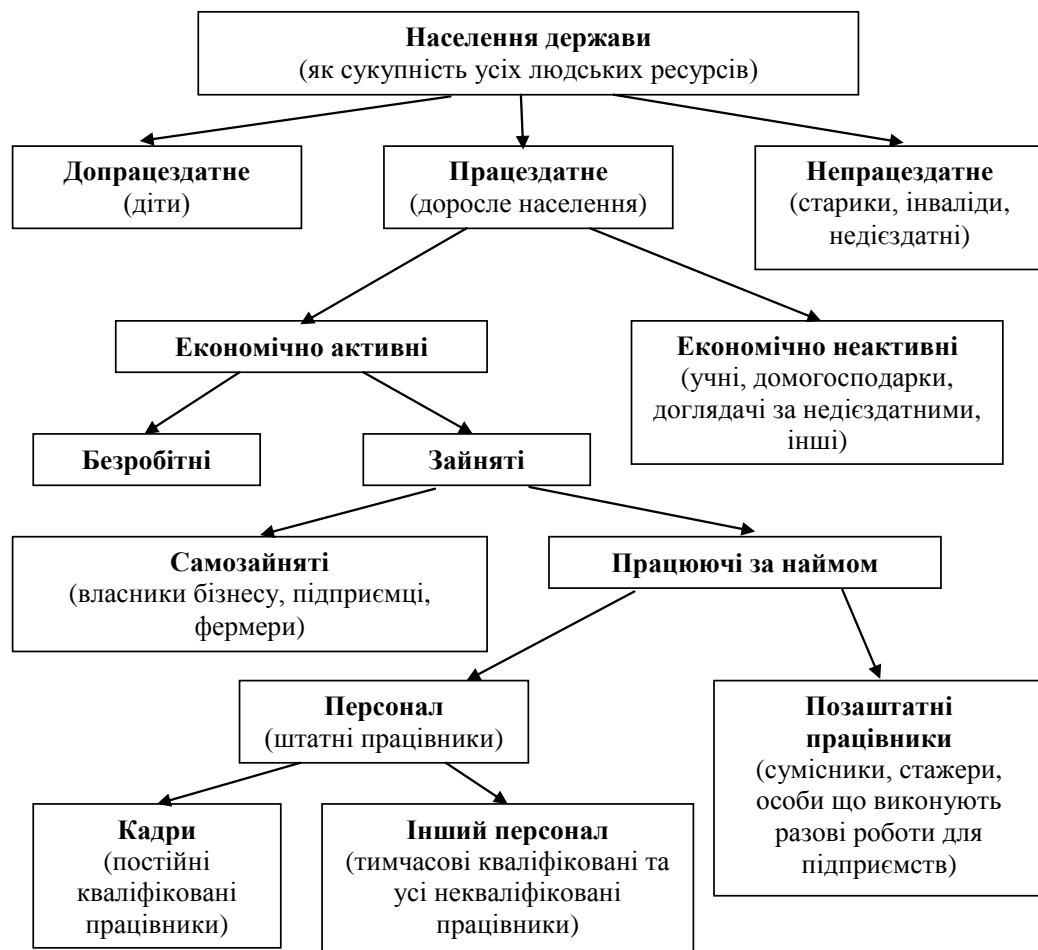 Населення держави
(як сукупність усіх людських ресурсів)
Допрацездатне
(діти)
Працездатне
(доросле населення)
Непрацездатне
(старики, інваліди,
недієздатні)
Економічно активні
Економічно неактивні
(учні, домогосподарки,
доглядачі за недієздатними,
інші)
Безробітні
Зайняті
Самозайняті
(власники бізнесу, підприємці,
фермери)
Працюючі за наймом
Персонал
(штатні працівники)
Позаштатні
працівники
(сумісники, стажери,
особи що виконують
разові роботи для
підприємств)
Кадри
(постійні
кваліфіковані
працівники)
Інший персонал
(тимчасові кваліфіковані та
усі некваліфіковані
працівники)